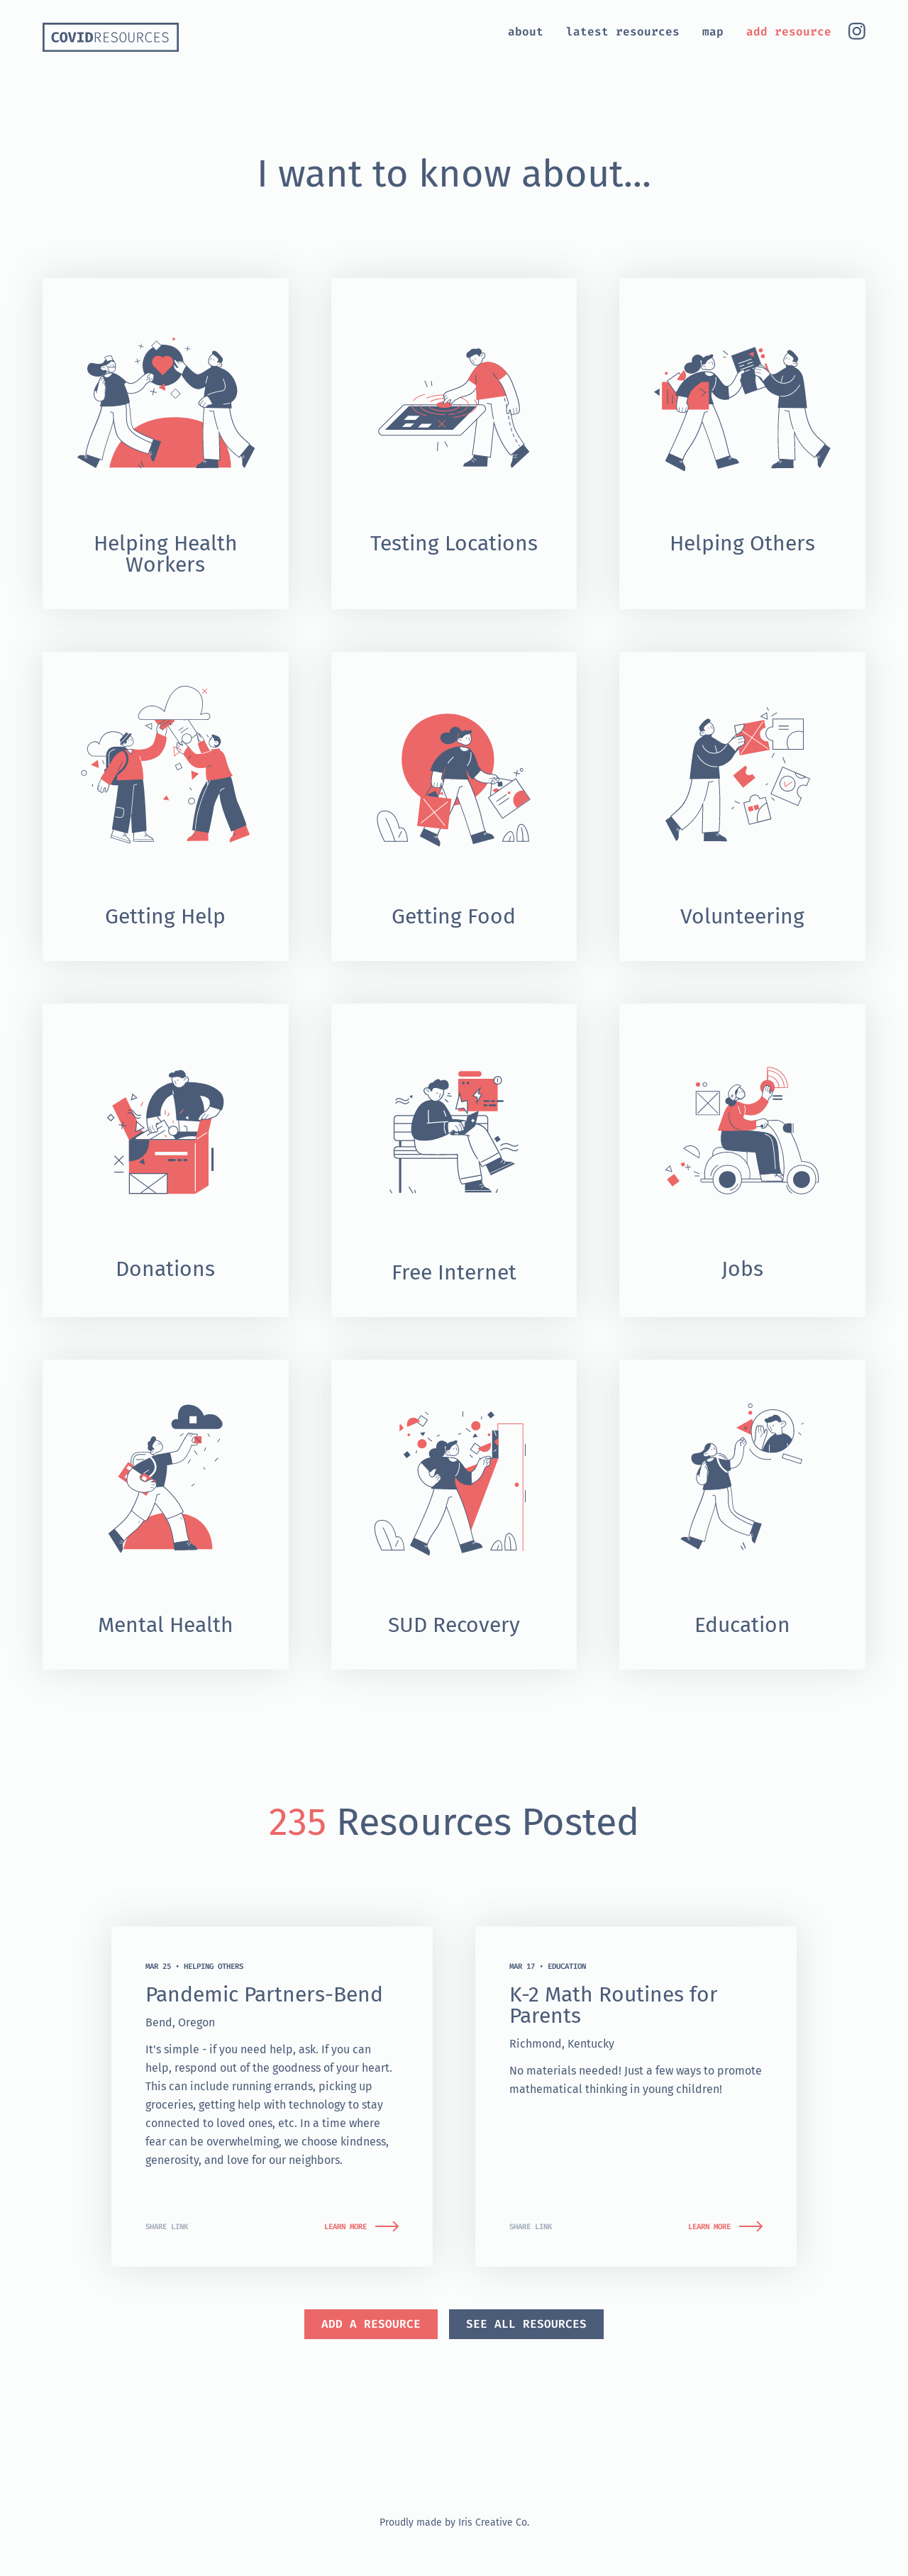 COVIDRESOURCES
about latest resources map add resource
I want to know about...
Helping Health
Workers
Testing Locations
Helping Others
Getting Help
Getting Food
Volunteering
Donations
Free Internet
Jobs
Mental Health
SUD Recovery
Education
235 Resources Posted
MAR 25 • HELPING OTHERS
Pandemic Partners-Bend
Bend, Oregon
It's simple - if you need help, ask. If you can
help, respond out of the goodness of your heart.
This can include running errands, picking up
groceries, getting help with technology to stay
connected to loved ones, etc. In a time where
fear can be overwhelming, we choose kindness,
generosity, and love for our neighbors.
SHARE LINK
LEARN MORE
MAR 17 • EDUCATION
K-2 Math Routines for
Parents
Richmond, Kentucky
No materials needed! Just a few ways to promote
mathematical thinking in young children!
SHARE LINK
LEARN MORE
ADD A RESOURCE
SEE ALL RESOURCES
Proudly made by Iris Creative Co.